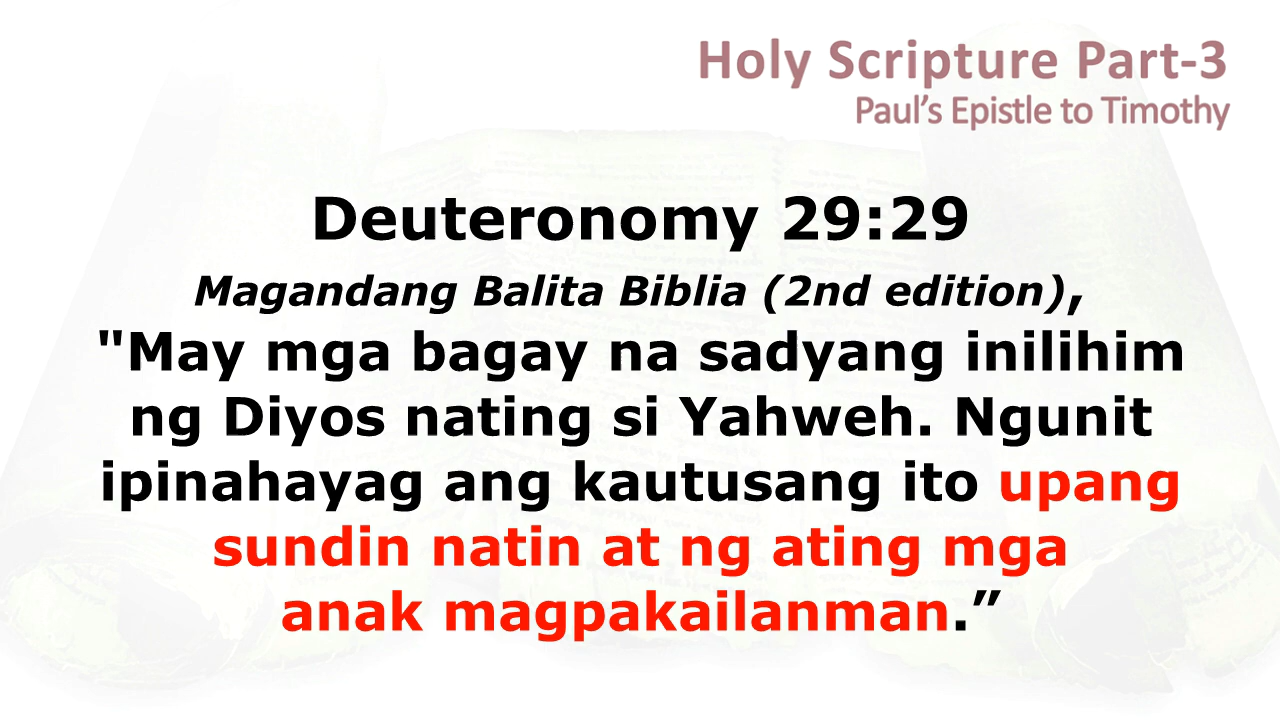 Holy Scripture Part-3
Paul’s Epistle to Timothy
Deuteronomy 29:29
Magandang Balita Biblia (2nd edition),
"May mga bagay na sadyang inilihim
ng Diyos nating si Yahweh. Ngunit
ipinahayag ang kautusang ito upang
sundin natin at ng ating mga
anak magpakailanman.”